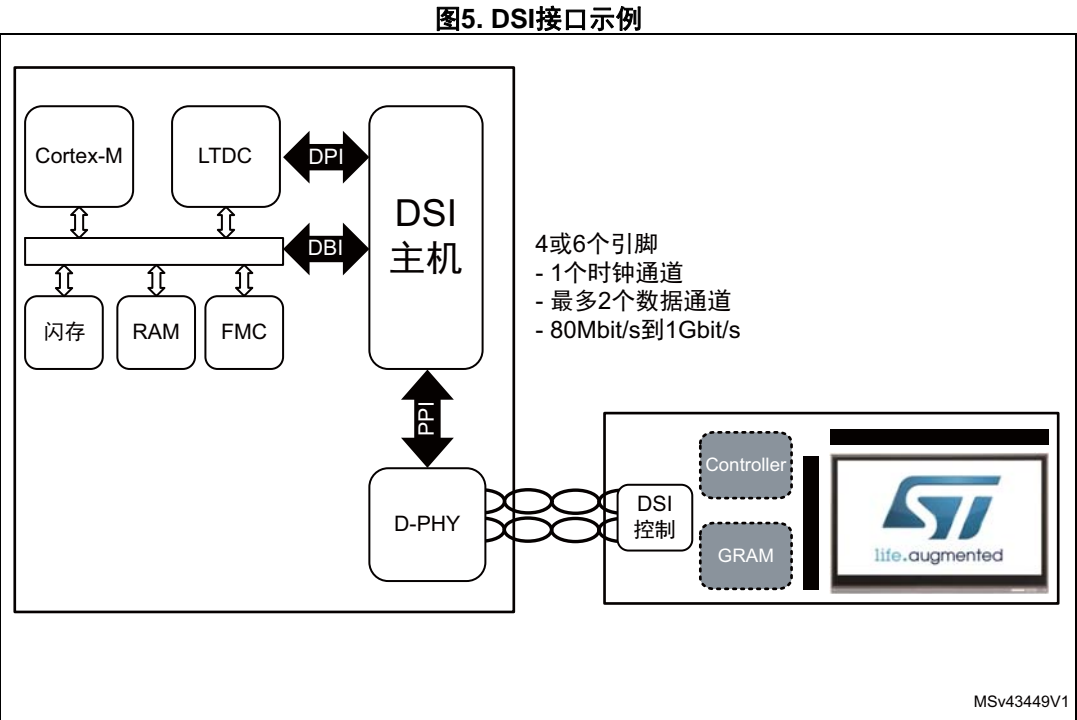 图5. DSI接口示例
Cortex-M
LTDC
DPI
DSI
主机
DBI
闪存
RAM
FMC
4或6个引脚
- 1个时钟通道
- 最多2个数据通道
- 80Mbit/s到1Gbit/s
PPI
D-PHY
DSI
控制
Controller
GRAM
ST
life.augmented
MSv43449V1